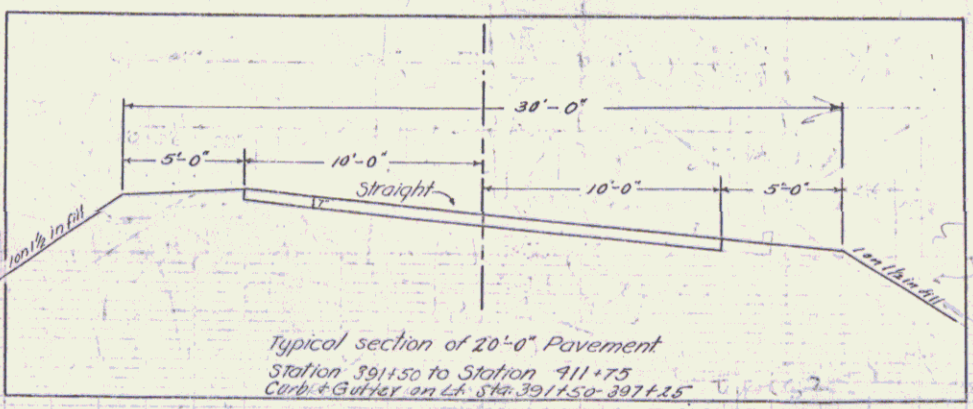 30'-0"
5'-0"
10'-0"
Straight
10'-0"
5'-0"
7"
1 on 1½ in fill
1 on 1½ in fill
Typical section of 20'-0" Pavement
Station 391+50 to Station 411+75
Curb & Gutter on Lt. Sta 391+50-397+25